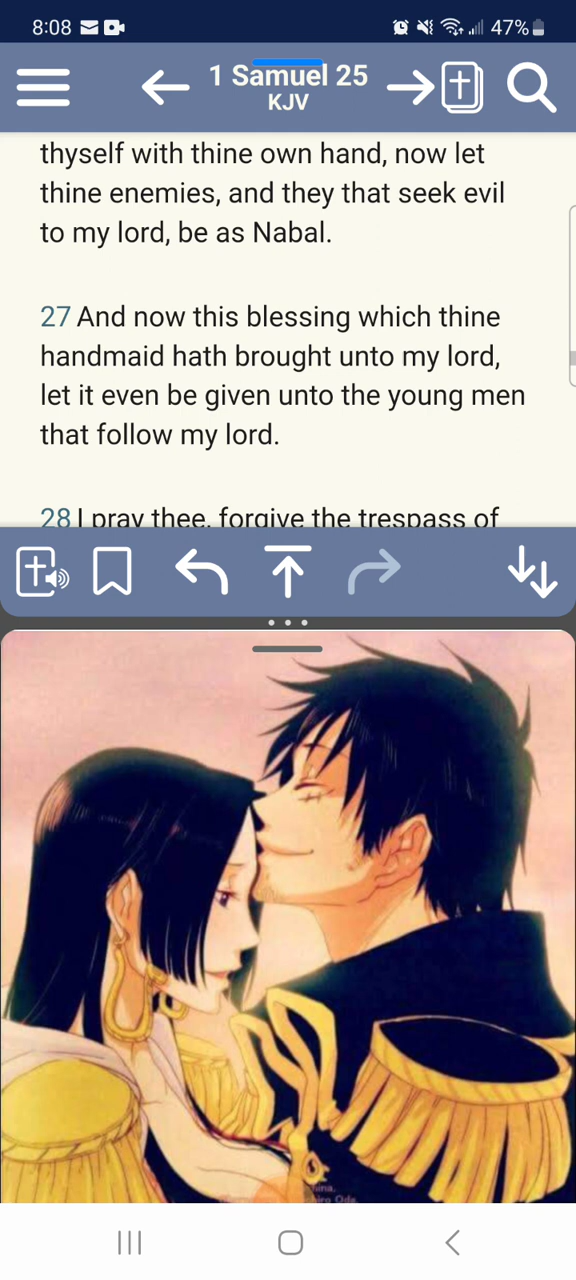 8:08
47%
1 Samuel 25
KJV
thyself with thine own hand, now let
thine enemies, and they that seek evil
to my lord, be as Nabal.
27 And now this blessing which thine
handmaid hath brought unto my lord,
let it even be given unto the young men
that follow my lord.
28 I pray thee, forgive the trespass of